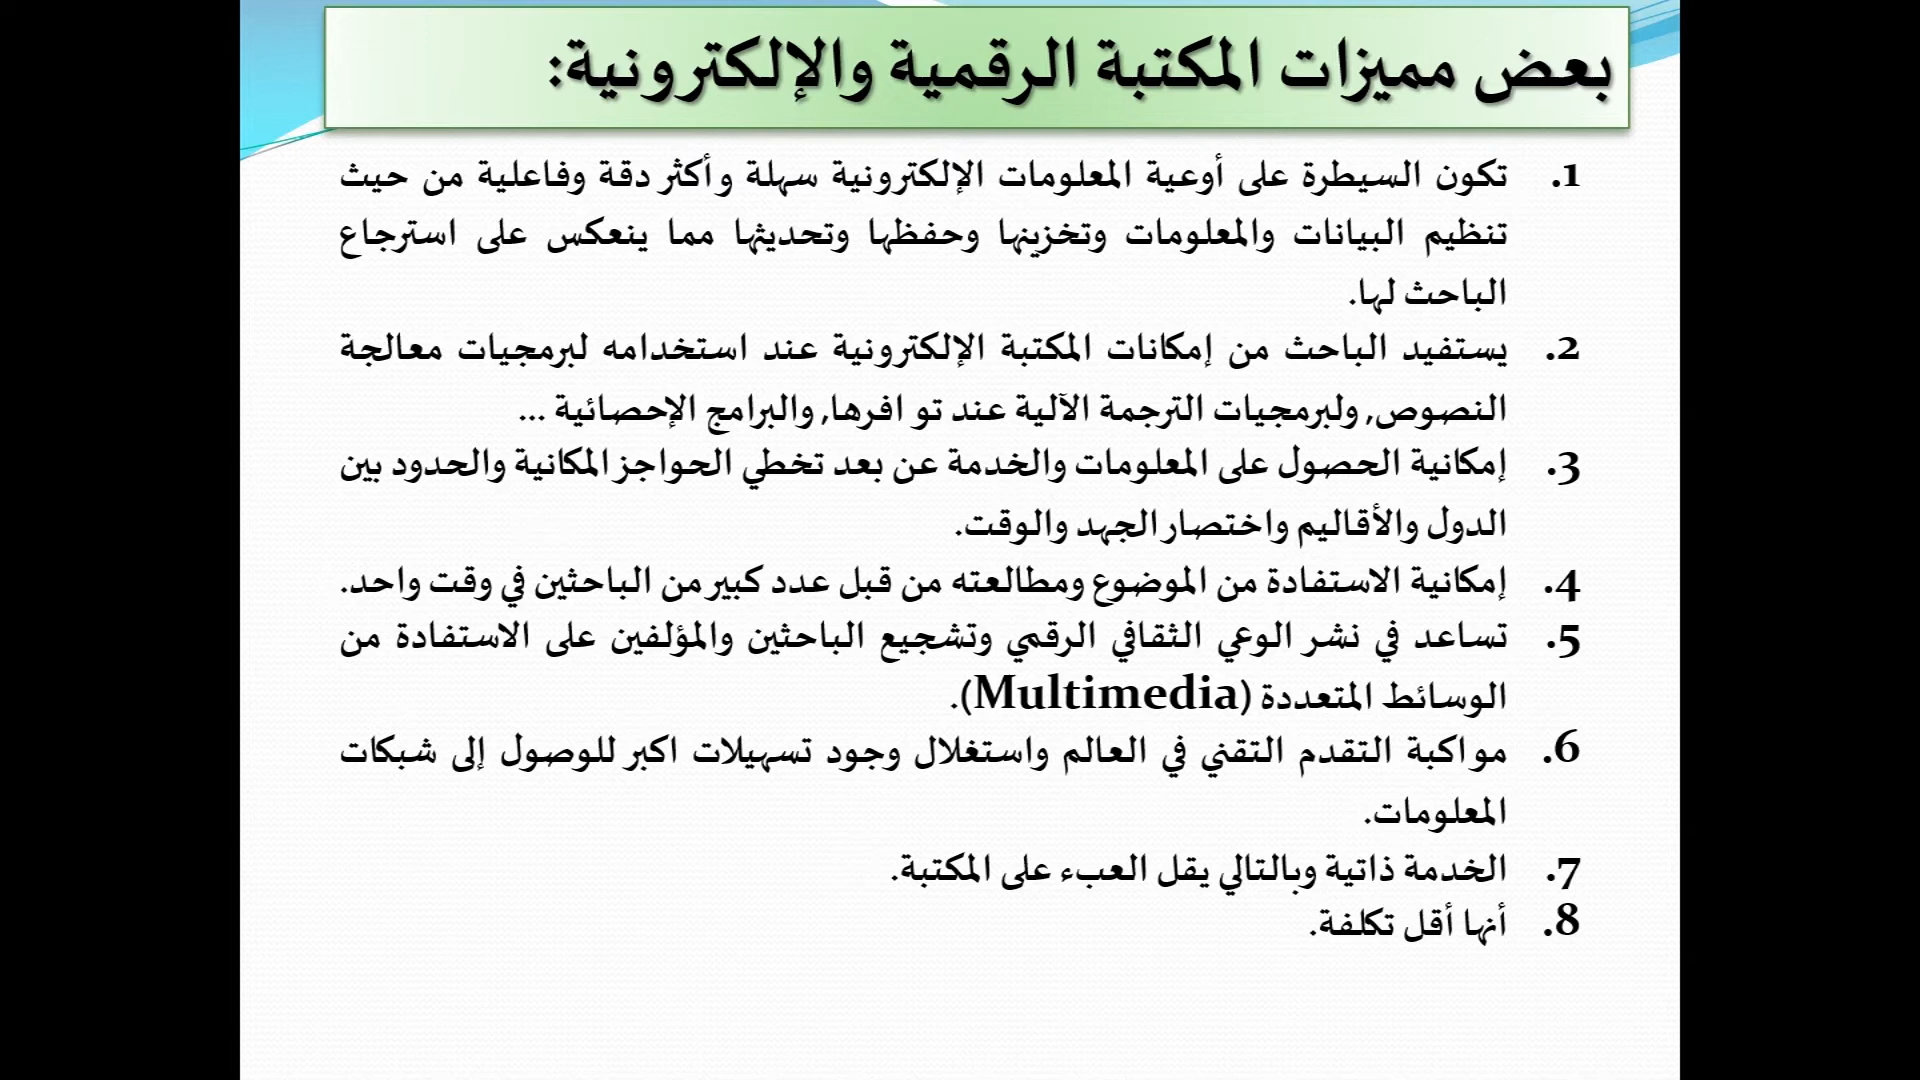 بعض مميزات المكتبة الرقمية والإلكترونية:
1. تكون السيطرة على أوعية المعلومات الإلكترونية سهلة وأكثر دقة وفاعلية من حيث
تنظيم البيانات والمعلومات وتخزينها وحفظها وتحديثها مما ينعكس على استرجاع
الباحث لها.
2. يستفيد الباحث من إمكانات المكتبة الإلكترونية عند استخدامه لبرمجيات معالجة
النصوص, ولبرمجيات الترجمة الآلية عند توافرها, والبرامج الإحصائية ...
3. إمكانية الحصول على المعلومات والخدمة عن بعد تخطي الحواجز المكانية والحدود بين
الدول والأقاليم واختصار الجهد والوقت.
4. إمكانية الاستفادة من الموضوع ومطالعته من قبل عدد كبير من الباحثين في وقت واحد.
5. تساعد في نشر الوعي الثقافي الرقمي وتشجيع الباحثين والمؤلفين على الاستفادة من
الوسائط المتعددة (Multimedia).
6. مواكبة التقدم التقني في العالم واستغلال وجود تسهيلات اكبر للوصول إلى شبكات
المعلومات.
7. الخدمة ذاتية وبالتالي يقل العبء على المكتبة.
8. أنها أقل تكلفة.